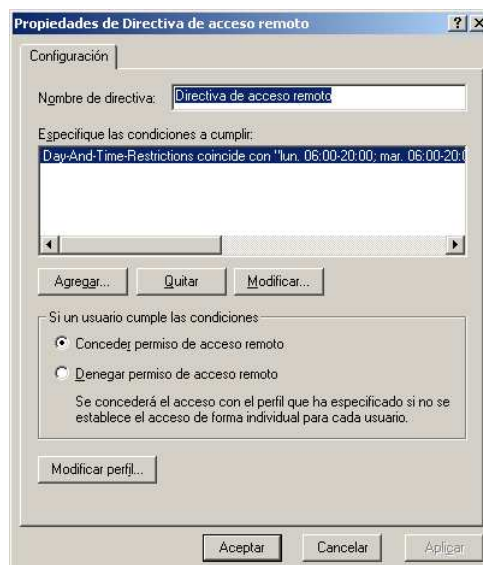 Propiedades de Directiva de acceso remoto
Configuración
Nombre de directiva: Directiva de acceso remoto
Especifique las condiciones a cumplir:
Day-And-Time-Restrictions coincide con "lun. 06:00-20:00; mar. 06:00-20:0
Agregar... Quitar Modificar...
Si un usuario cumple las condiciones
Conceder permiso de acceso remoto
Denegar permiso de acceso remoto
Se concederá el acceso con el perfil que ha especificado si no se
establece el acceso de forma individual para cada usuario.
Modificar perfil...
Aceptar Cancelar Aplicar